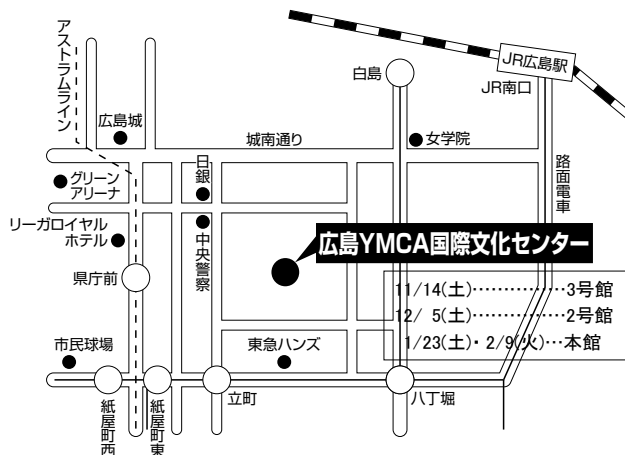 アストラムライン
白島
JR広島駅
JR南口
広島城
城南通り
女学院
日銀
グリーン
アリーナ
路面電車
リーガロイヤル
ホテル
中央警察
広島YMCA国際文化センター
県庁前
11/14(土)……………3号館
12/ 5(土)……………2号館
1/23(土)・2/9(火)…本館
市民球場
東急ハンズ
紙屋町西
紙屋町東
立町
八丁堀